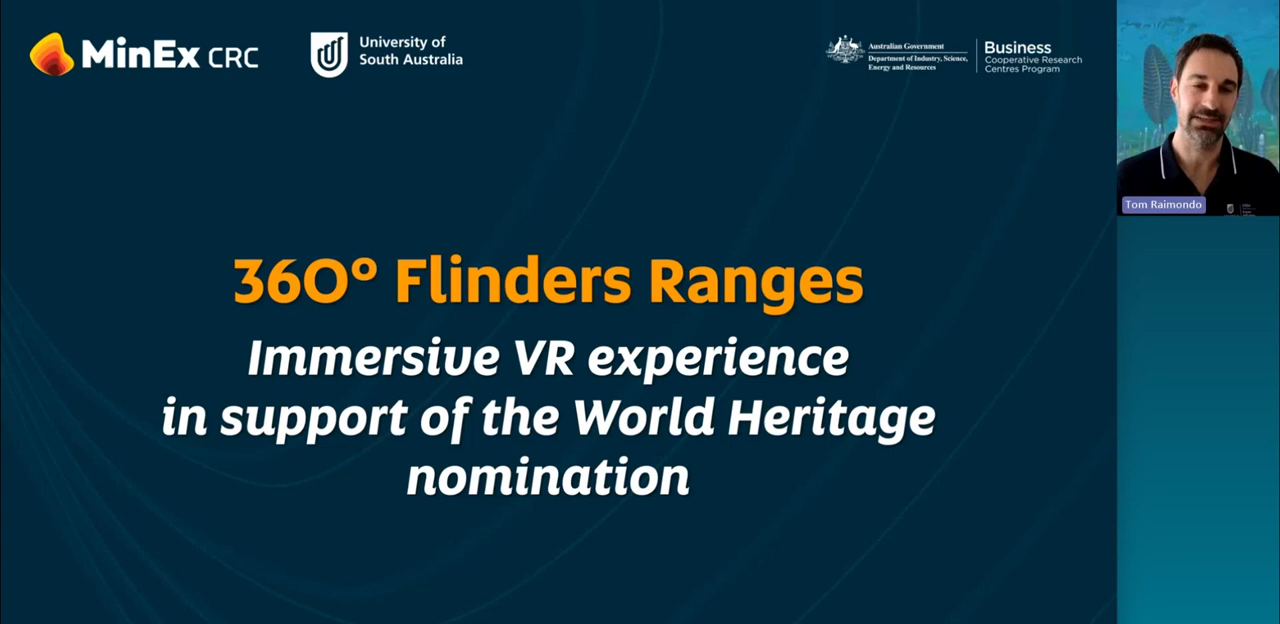 MinEx CRC
University of
South Australia
Australian Government
Department of Industry, Science,
Energy and Resources
Business
Cooperative Research
Centres Program
360° Flinders Ranges
Immersive VR experience
in support of the World Heritage
nomination
Tom Raimondo